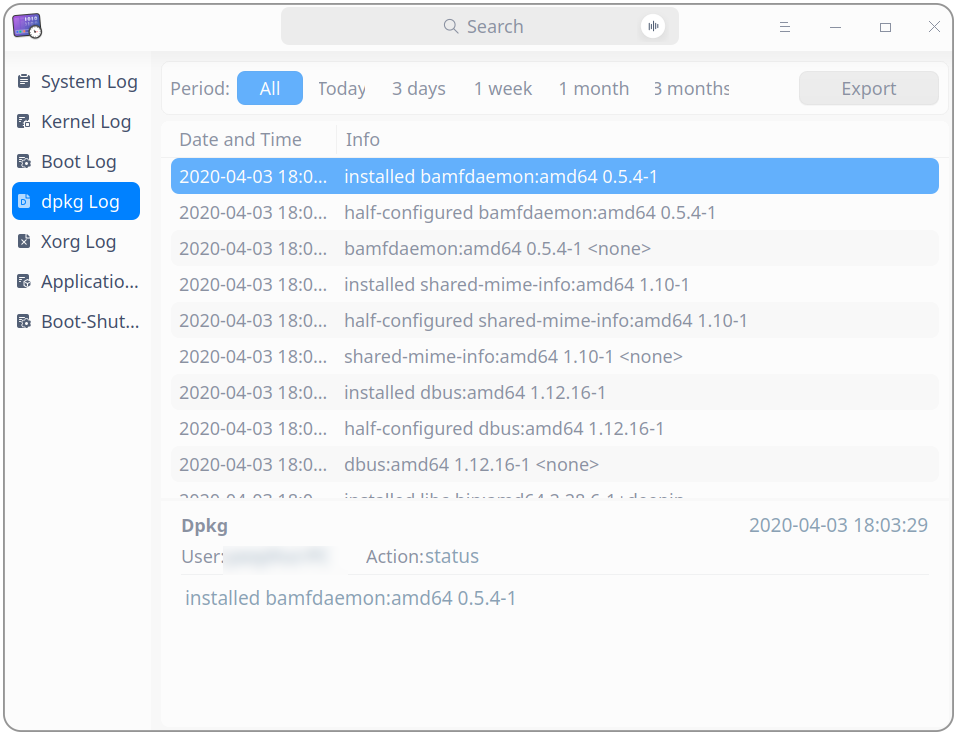 Search
System Log
Kernel Log
Boot Log
dpkg Log
Xorg Log
Applicatio...
Boot-Shut...
Period: All Today 3 days 1 week 1 month 3 months Export
Date and Time Info
2020-04-03 18:0... installed bamfdaemon:amd64 0.5.4-1
2020-04-03 18:0... half-configured bamfdaemon:amd64 0.5.4-1
2020-04-03 18:0... bamfdaemon:amd64 0.5.4-1 <none>
2020-04-03 18:0... installed shared-mime-info:amd64 1.10-1
2020-04-03 18:0... half-configured shared-mime-info:amd64 1.10-1
2020-04-03 18:0... shared-mime-info:amd64 1.10-1 <none>
2020-04-03 18:0... installed dbus:amd64 1.12.16-1
2020-04-03 18:0... half-configured dbus:amd64 1.12.16-1
2020-04-03 18:0... dbus:amd64 1.12.16-1 <none>
Dpkg 2020-04-03 18:03:29
User: Action:status
installed bamfdaemon:amd64 0.5.4-1